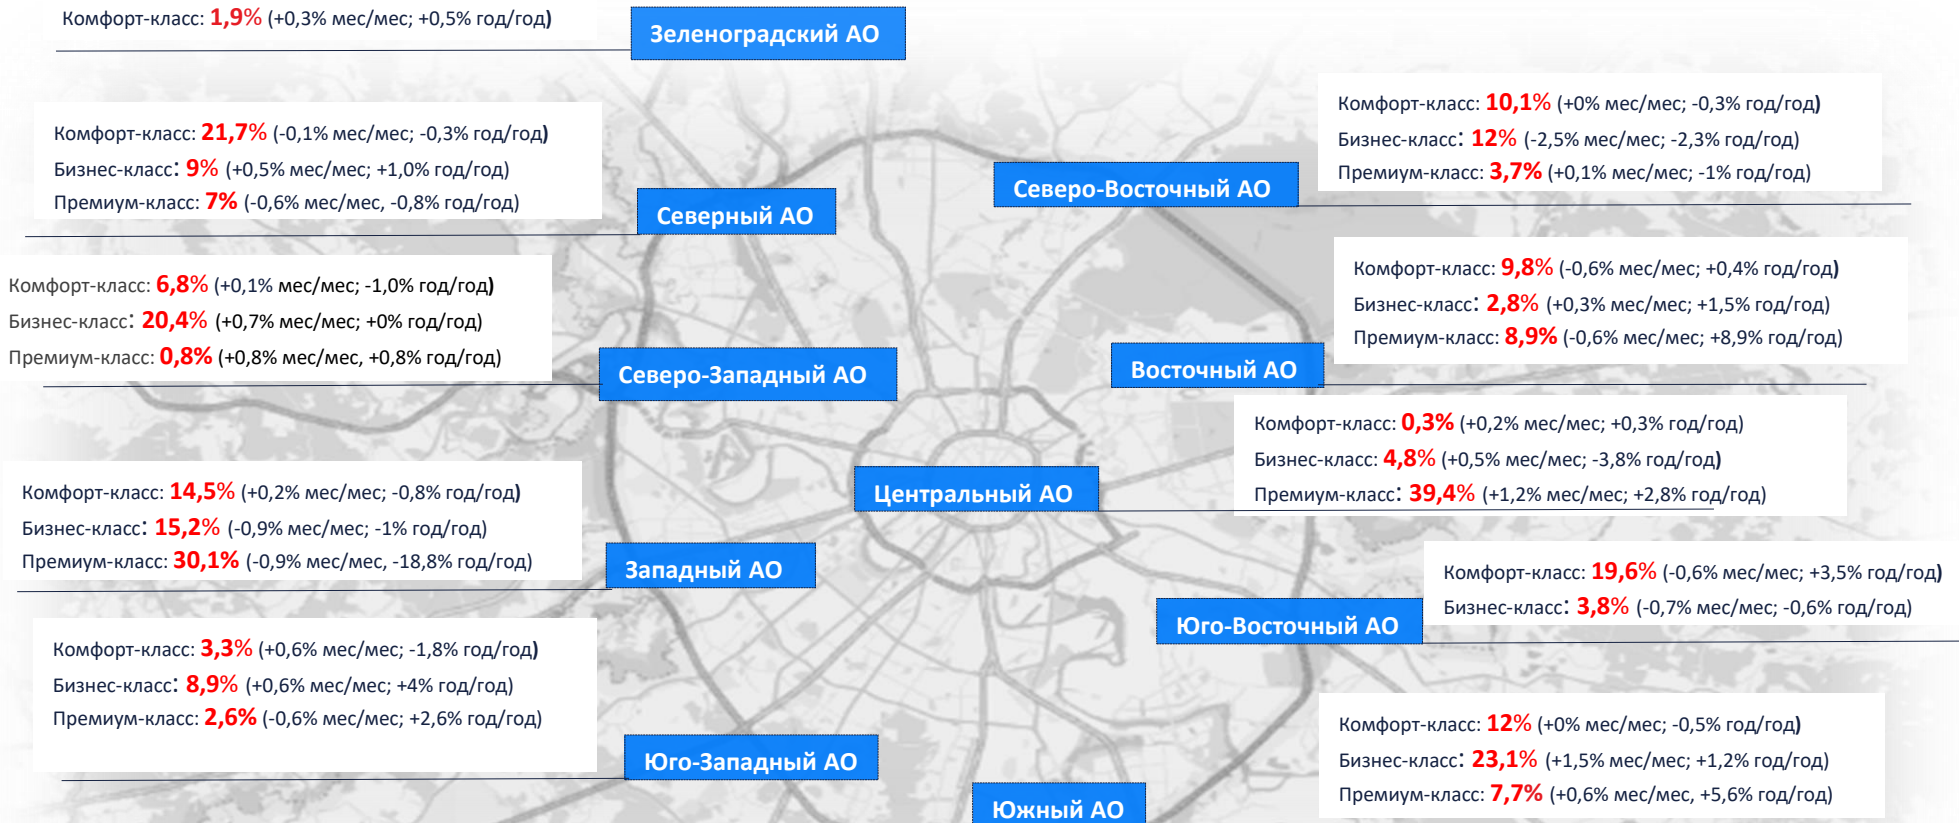 Комфорт-класс: 1,9% (+0,3% мес/мес; +0,5% год/год)
Зеленоградский АО
Комфорт-класс: 21,7% (-0,1% мес/мес; -0,3% год/год)
Бизнес-класс: 9% (+0,5% мес/мес; +1,0% год/год)
Премиум-класс: 7% (-0,6% мес/мес, -0,8% год/год)
Северный АО
Комфорт-класс: 10,1% (+0% мес/мес; -0,3% год/год)
Бизнес-класс: 12% (-2,5% мес/мес; -2,3% год/год)
Премиум-класс: 3,7% (+0,1% мес/мес; -1% год/год)
Северо-Восточный АО
Комфорт-класс: 6,8% (+0,1% мес/мес; -1,0% год/год)
Бизнес-класс: 20,4% (+0,7% мес/мес; +0% год/год)
Премиум-класс: 0,8% (+0,8% мес/мес, +0,8% год/год)
Северо-Западный АО
Комфорт-класс: 9,8% (-0,6% мес/мес; +0,4% год/год)
Бизнес-класс: 2,8% (+0,3% мес/мес; +1,5% год/год)
Премиум-класс: 8,9% (-0,6% мес/мес; +8,9% год/год)
Восточный АО
Комфорт-класс: 0,3% (+0,2% мес/мес; +0,3% год/год)
Бизнес-класс: 4,8% (+0,5% мес/мес; -3,8% год/год)
Премиум-класс: 39,4% (+1,2% мес/мес; +2,8% год/год)
Центральный АО
Комфорт-класс: 14,5% (+0,2% мес/мес; -0,8% год/год)
Бизнес-класс: 15,2% (-0,9% мес/мес; -1% год/год)
Премиум-класс: 30,1% (-0,9% мес/мес, -18,8% год/год)
Западный АО
Комфорт-класс: 19,6% (-0,6% мес/мес; +3,5% год/год)
Бизнес-класс: 3,8% (-0,7% мес/мес; -0,6% год/год)
Юго-Восточный АО
Комфорт-класс: 3,3% (+0,6% мес/мес; -1,8% год/год)
Бизнес-класс: 8,9% (+0,6% мес/мес; +4% год/год)
Премиум-класс: 2,6% (-0,6% мес/мес; +2,6% год/год)
Юго-Западный АО
Комфорт-класс: 12% (+0% мес/мес; -0,5% год/год)
Бизнес-класс: 23,1% (+1,5% мес/мес; +1,2% год/год)
Премиум-класс: 7,7% (+0,6% мес/мес, +5,6% год/год)
Южный АО